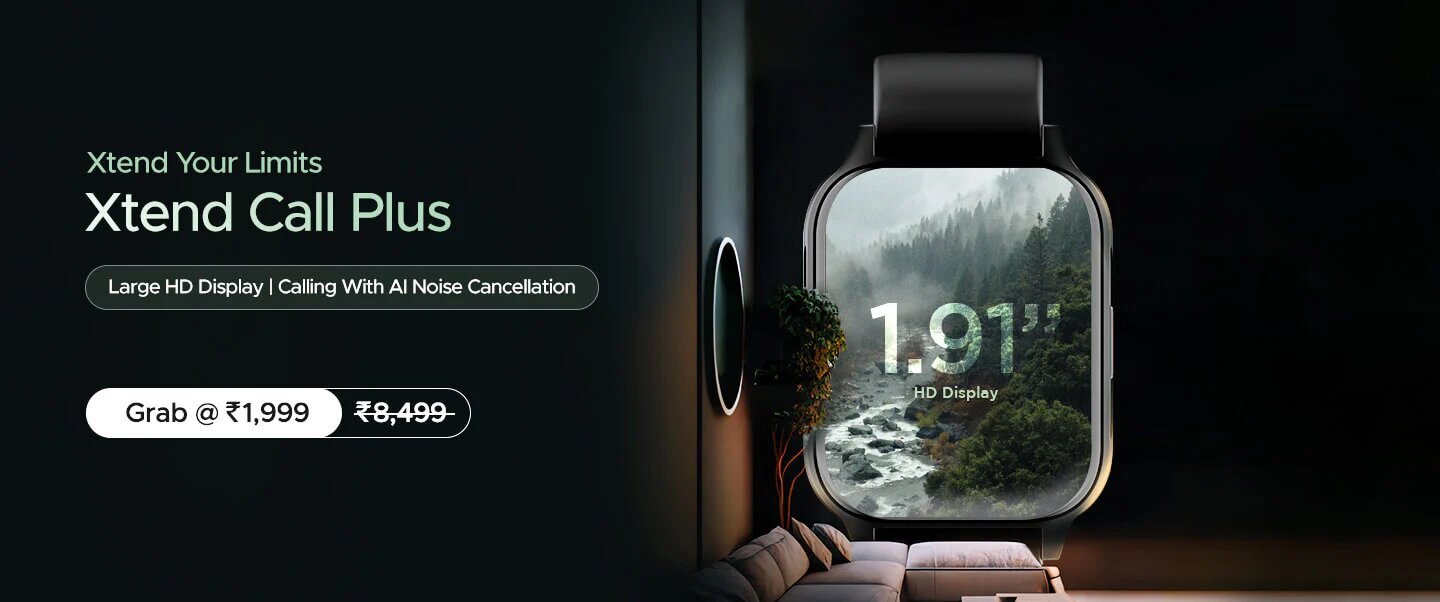 Xtend Your Limits
Xtend Call Plus
Large HD Display | Calling With AI Noise Cancellation
Grab @ ₹1,999 ₹8,499
1.91’’
HD Display